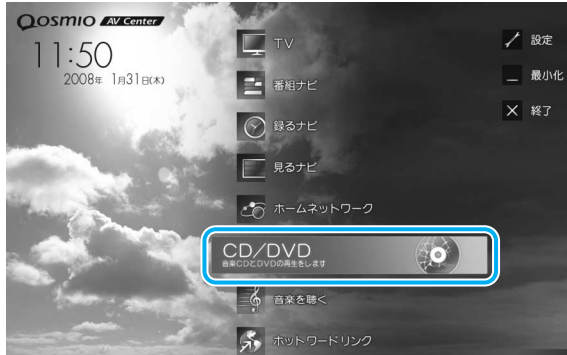 Qosmio AV Center
11:50
2008年 1月31日(木)
TV
番組ナビ
録るナビ
見るナビ
ホームネットワーク
CD/DVD
音楽CDとDVDの再生をします
音楽を聴く
ホットワードリンク
設定
最小化
終了